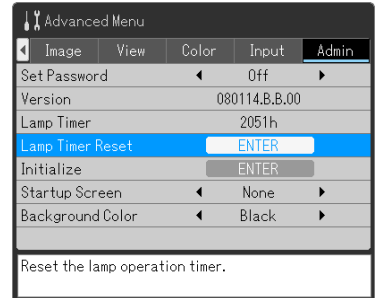 Advanced Menu
Image View Color Input Admin
Set Password Off
Version 080114.B.B.00
Lamp Timer 2051h
Lamp Timer Reset ENTER
Initialize ENTER
Startup Screen None
Background Color Black
Reset the lamp operation timer.